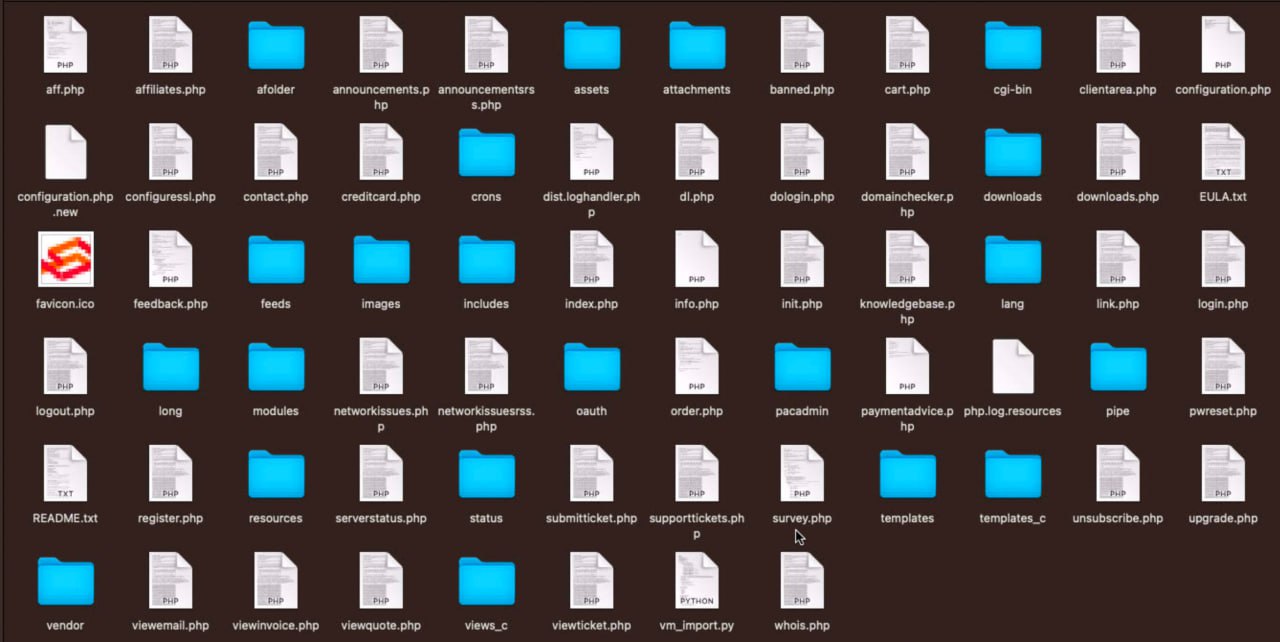 PHP PHP PHP PHP PHP PHP PHP PHP
aff.php affiliates.php afolder announcements.p announcementsrs assets attachments banned.php cart.php cgi-bin clientarea.php configuration.php
hp s.php
PHP PHP PHP PHP PHP PHP PHP PHP TXT
configuration.php configuressl.php contact.php creditcard.php crons dist.loghandler.ph dl.php dologin.php domainchecker.p downloads downloads.php EULA.txt
.new p hp
PHP PHP PHP PHP PHP PHP PHP
favicon.ico feedback.php feeds images includes index.php info.php init.php knowledgebase.p lang link.php login.php
hp
PHP PHP PHP PHP PHP PHP
logout.php long modules networkissues.ph networkissuesrss. oauth order.php pacadmin paymentadvice.p php.log.resources pipe pwreset.php
p php hp
TXT PHP PHP PHP PHP PHP PHP PHP
README.txt register.php resources serverstatus.php status submitticket.php supporttickets.ph survey.php templates templates_c unsubscribe.php upgrade.php
p
PHP PHP PHP PHP PYTHON PHP
vendor viewemail.php viewinvoice.php viewquote.php views_c viewticket.php vm_import.py whois.php